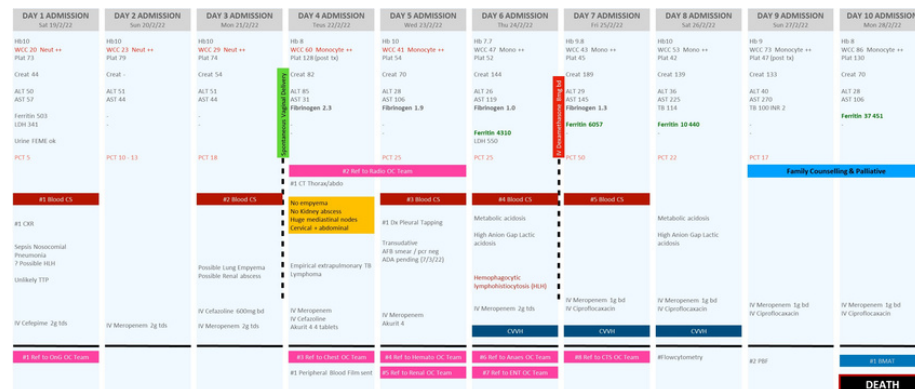 DAY 1 ADMISSION
Sat 19/2/22
Hb10
WCC 20 Neut ++
Plat 73
Creat 44
ALT 50
AST 57
Ferritin 503
LDH 341
Urine FEME ok
PCT 5
#1 Blood CS
#1 CXR
Sepsis Nosocomial
Pneumonia
? Possible HLH
Unlikely TTP
IV Cefepime 2g tds
#1 Ref to OnG OC Team
DAY 2 ADMISSION
Sun 20/2/22
Hb10
WCC 23 Neut ++
Plat 79
Creat -
ALT 51
AST 44
-
-
PCT 10 - 13
IV Meropenem 2g tds
DAY 3 ADMISSION
Mon 21/2/22
Hb10
WCC 29 Neut ++
Plat 74
Creat 54
ALT 51
AST 44
-
-
PCT 18
#2 Blood CS
Possible Lung Empyema
Possible Renal abscess
IV Cefazoline 600mg bd
IV Meropenem 2g tds
Spontaneous Vaginal Delivery
DAY 4 ADMISSION
Teus 22/2/22
Hb 8
WCC 60 Monocyte ++
Plat 128 (post tx)
Creat 82
ALT 85
AST 31
Fibrinogen 2.3
#2 Ref to Radio OC Team
#1 CT Thorax/abdo
No empyema
No Kidney abscess
Huge mediastinal nodes
Cervical + abdominal
Empirical extrapulmonary TB
Lymphoma
IV Meropenem
IV Cefazoline
Akurit 4 4 tablets
#3 Ref to Chest OC Team
#1 Peripheral Blood Film sent
DAY 5 ADMISSION
Wed 23/2/22
Hb 10
WCC 41 Monocyte ++
Plat 54
Creat 70
ALT 28
AST 106
Fibrinogen 1.9
-
-
PCT 25
#3 Blood CS
#1 Dx Pleural Tapping
Transudative
AFB smear / pcr neg
ADA pending (7/3/22)
IV Meropenem
Akurit 4
#4 Ref to Hemato OC Team
#5 Ref to Renal OC Team
DAY 6 ADMISSION
Thu 24/2/22
Hb 7.7
WCC 47 Mono ++
Plat 52
Creat 144
ALT 26
AST 119
Fibrinogen 1.0
Ferritin 4310
LDH 550
PCT 25
#4 Blood CS
Metabolic acidosis
High Anion Gap Lactic
acidosis
Hemophagocytic
lymphohistiocytosis (HLH)
IV Meropenem 2g tds
CVVH
#6 Ref to Anaes OC Team
#7 Ref to ENT OC Team
IV Dexamethasone 8mg bd
DAY 7 ADMISSION
Fri 25/2/22
Hb 9.8
WCC 43 Mono ++
Plat 45
Creat 189
ALT 29
AST 145
Fibrinogen 1.3
Ferritin 6057
-
PCT 50
#5 Blood CS
IV Meropenem 1g bd
IV Ciproflocaxacin
CVVH
#8 Ref to CTS OC Team
DAY 8 ADMISSION
Sat 26/2/22
Hb10
WCC 53 Mono ++
Plat 42
Creat 139
ALT 36
AST 225
TB 114
Ferritin 10 440
-
PCT 22
Metabolic acidosis
High Anion Gap Lactic
acidosis
IV Meropenem 1g bd
IV Ciproflocaxacin
CVVH
#Flowcytometry
DAY 9 ADMISSION
Sun 27/2/22
Hb 9
WCC 73 Monocyte ++
Plat 47 (post tx)
Creat 133
ALT 40
AST 270
TB 100 INR 2
-
PCT 17
Family Counselling & Palliative
IV Meropenem 1g bd
IV Ciproflocaxacin
#2 PBF
DAY 10 ADMISSION
Mon 28/2/22
Hb 8
WCC 86 Monocyte ++
Plat 130
Creat 70
ALT 28
AST 106
Ferritin 37 451
-
IV Meropenem 1g bd
IV Ciproflocaxacin
#1 BMAT
DEATH